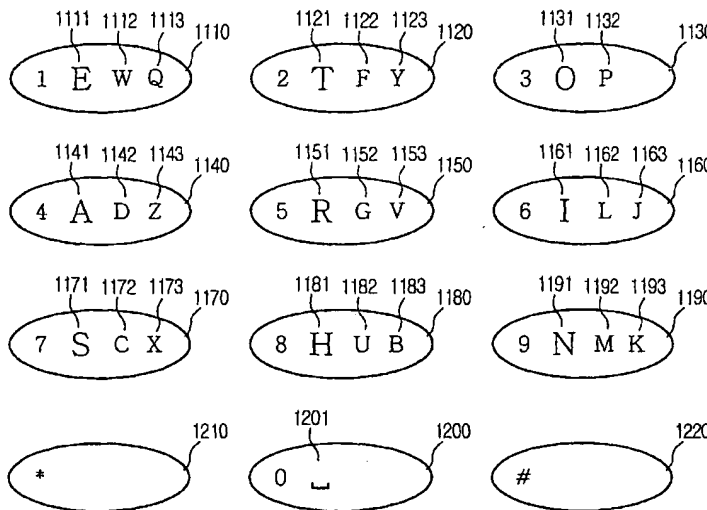 1111 1112 1113 1110 1121 1122 1123 1120 1131 1132 1130
1 E W Q 2 T F Y 3 O P
1141 1142 1143 1140 1151 1152 1153 1150 1161 1162 1163 1160
4 A D Z 5 R G V 6 I L J
1171 1172 1173 1170 1181 1182 1183 1180 1191 1192 1193 1190
7 S C X 8 H U B 9 N M K
1210 1201 1200 1220
* 0 ␣ #